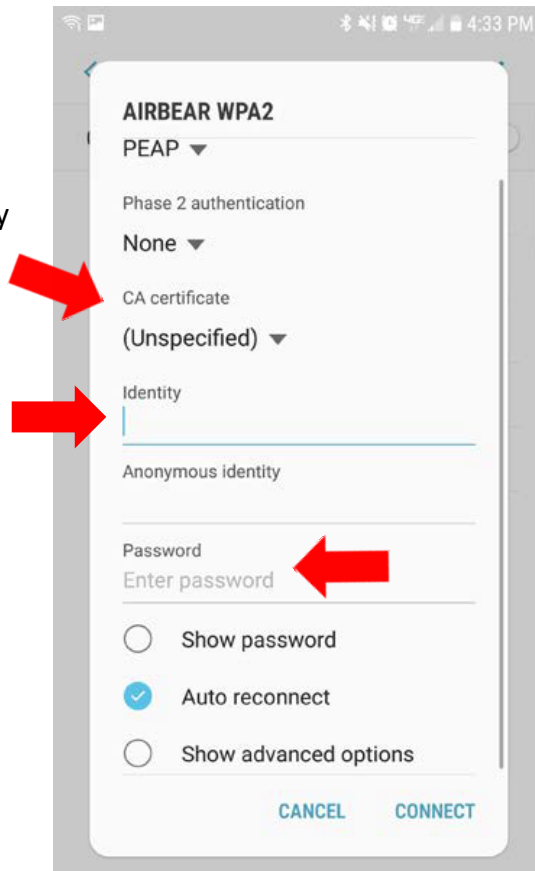 4:33 PM
AIRBEAR WPA2
PEAP
Phase 2 authentication
None
CA certificate
(Unspecified)
Identity
Anonymous identity
Password
Enter password
Show password
Auto reconnect
Show advanced options
CANCEL CONNECT